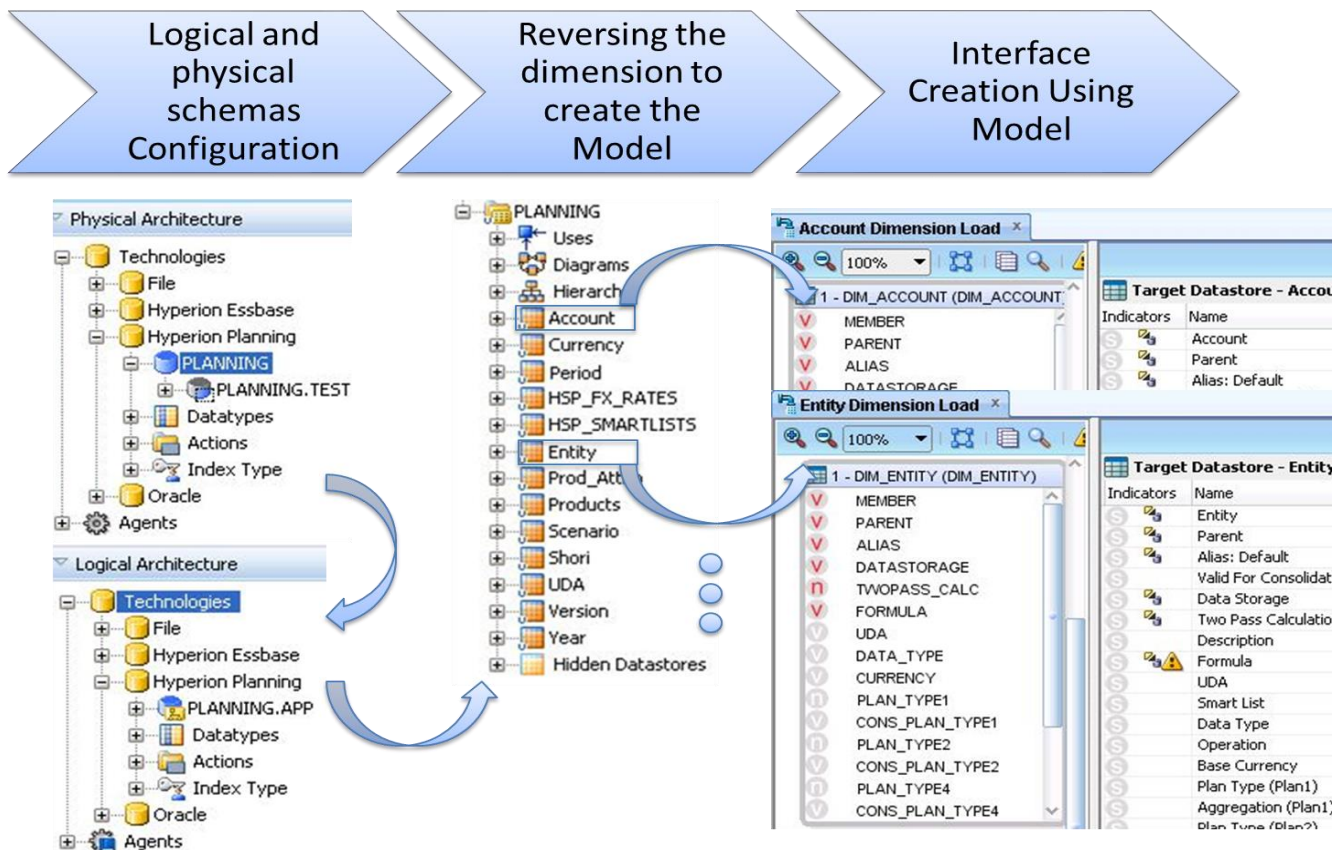 Logical and
physical
schemas
Configuration
Reversing the
dimension to
create the
Model
Interface
Creation Using
Model
Physical Architecture
Technologies
File
Hyperion Essbase
Hyperion Planning
PLANNING
PLANNING.TEST
Datatypes
Actions
Index Type
Oracle
Agents
Logical Architecture
Technologies
File
Hyperion Essbase
Hyperion Planning
PLANNING.APP
Datatypes
Actions
Index Type
Oracle
Agents
PLANNING
Uses
Diagrams
Hierarch
Account
Currency
Period
HSP_FX_RATES
HSP_SMARTLISTS
Entity
Prod_Att
Products
Scenario
Shori
UDA
Version
Year
Hidden Datastores
Account Dimension Load
100%
1 - DIM_ACCOUNT (DIM_ACCOUNT
V MEMBER
V PARENT
V ALIAS
V DATASTORAGE
Target Datastore - Accou
Indicators Name
S Account
S Parent
S Alias: Default
Entity Dimension Load
100%
1 - DIM_ENTITY (DIM_ENTITY)
V MEMBER
V PARENT
V ALIAS
V DATASTORAGE
n TWOPASS_CALC
V FORMULA
V UDA
V DATA_TYPE
V CURRENCY
n PLAN_TYPE1
V CONS_PLAN_TYPE1
n PLAN_TYPE2
V CONS_PLAN_TYPE2
n PLAN_TYPE4
V CONS_PLAN_TYPE4
Target Datastore - Entity
Indicators Name
S Entity
S Parent
S Alias: Default
S Valid For Consolidat
S Data Storage
S Two Pass Calculatio
S Description
S Formula
S UDA
S Smart List
S Data Type
S Operation
S Base Currency
S Plan Type (Plan1)
S Aggregation (Plan1)
S Plan Type (Plan2)